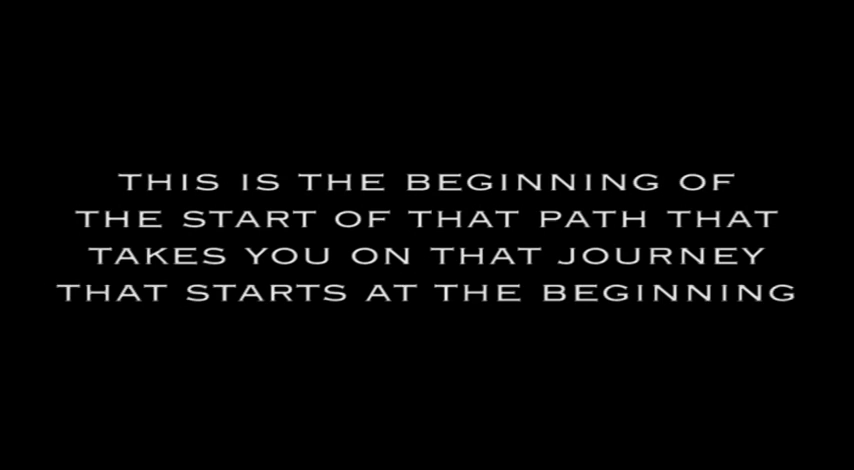 THIS IS THE BEGINNING OF
THE START OF THAT PATH THAT
TAKES YOU ON THAT JOURNEY
THAT STARTS AT THE BEGINNING